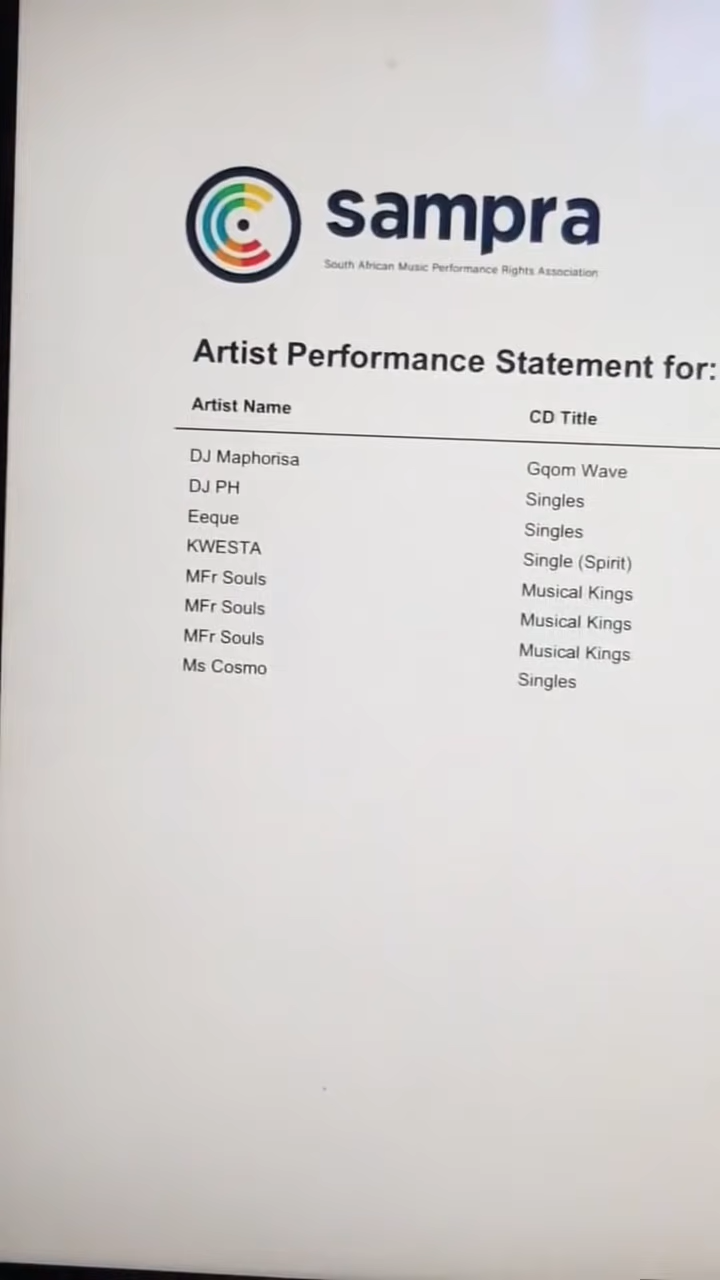 sampra
South African Music Performance Rights Association
Artist Performance Statement for:
Artist Name CD Title
DJ Maphorisa Gqom Wave
DJ PH Singles
Eeque Singles
KWESTA Single (Spirit)
MFr Souls Musical Kings
MFr Souls Musical Kings
MFr Souls Musical Kings
Ms Cosmo Singles